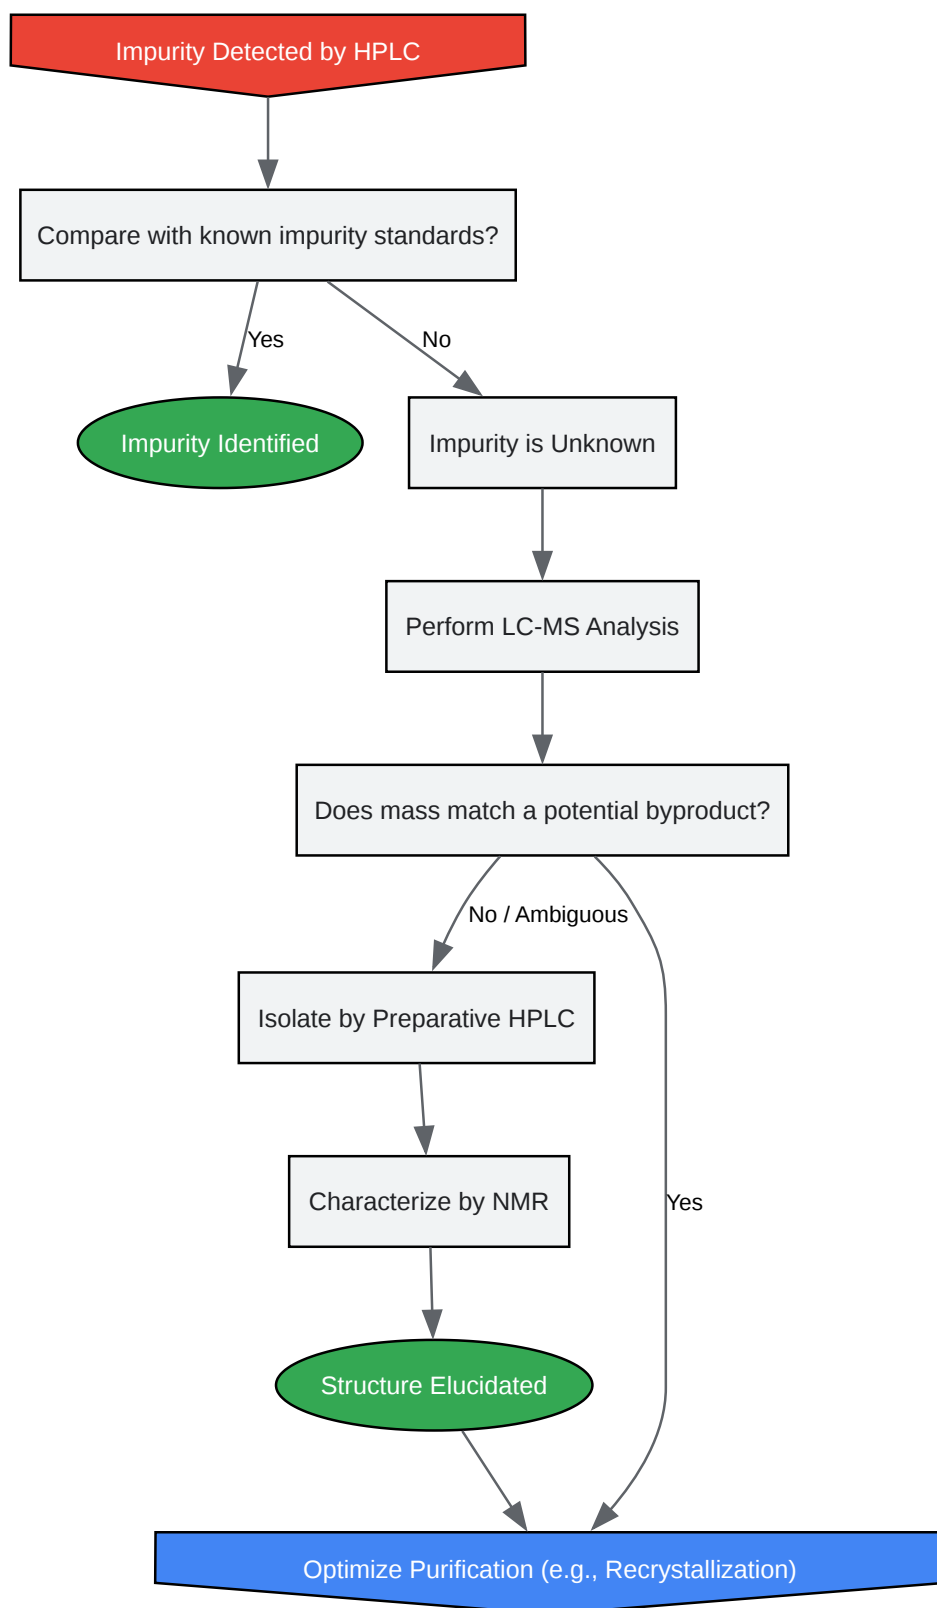 Impurity Detected by HPLC
Compare with known impurity standards?
Yes
No
Impurity Identified
Impurity is Unknown
Perform LC-MS Analysis
Does mass match a potential byproduct?
No / Ambiguous
Isolate by Preparative HPLC
Characterize by NMR
Yes
Structure Elucidated
Optimize Purification (e.g., Recrystallization)